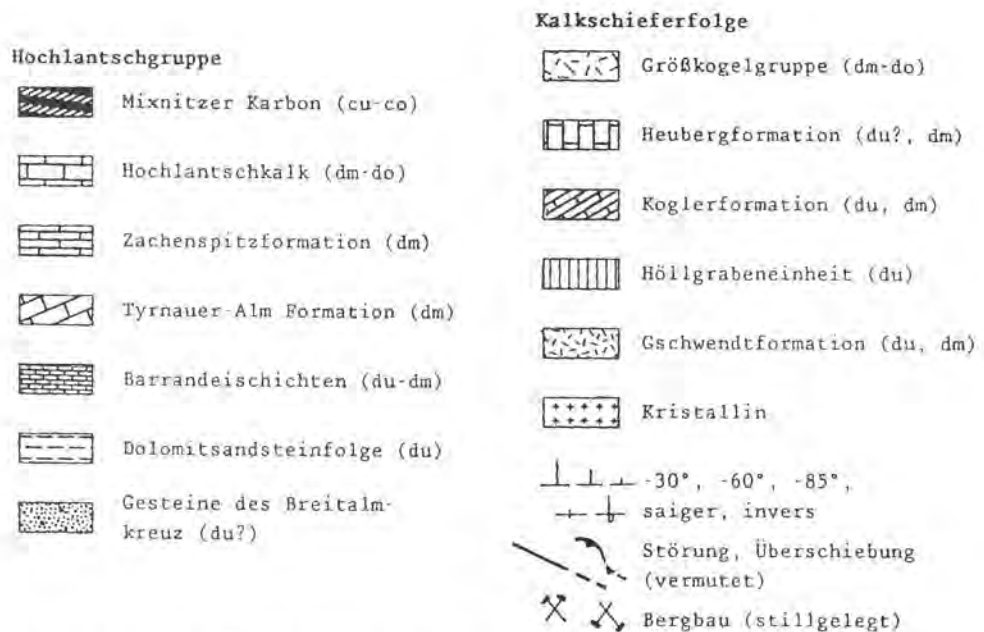 Hochlantschgruppe
Mixnitzer Karbon (cu-co)
Hochlantschkalk (dm-do)
Zachenspitzformation (dm)
Tyrnauer Alm Formation (dm)
Barrandeischichten (du-dm)
Dolomitsandsteinfolge (du)
Gesteine des Breitalm-
kreuz (du?)
Kalkschieferfolge
Größkogelgruppe (dm-do)
Heubergformation (du?, dm)
Koglerformation (du, dm)
Höllgrabeneinheit (du)
Gschwendtformation (du, dm)
Kristallin
-30°, -60°, -85°,
saiger, invers
Störung, Überschiebung
(vermutet)
Bergbau (stillgelegt)